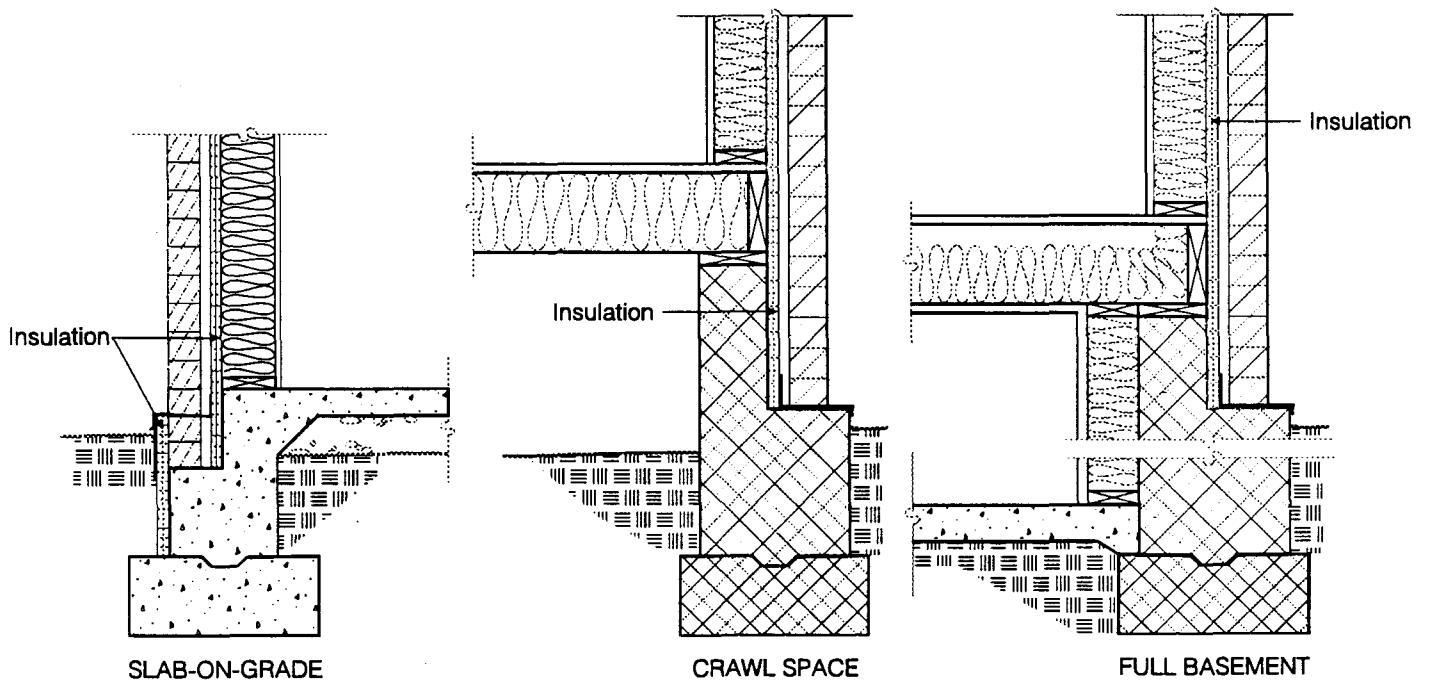 Insulation
Insulation
Insulation
SLAB-ON-GRADE
CRAWL SPACE
FULL BASEMENT